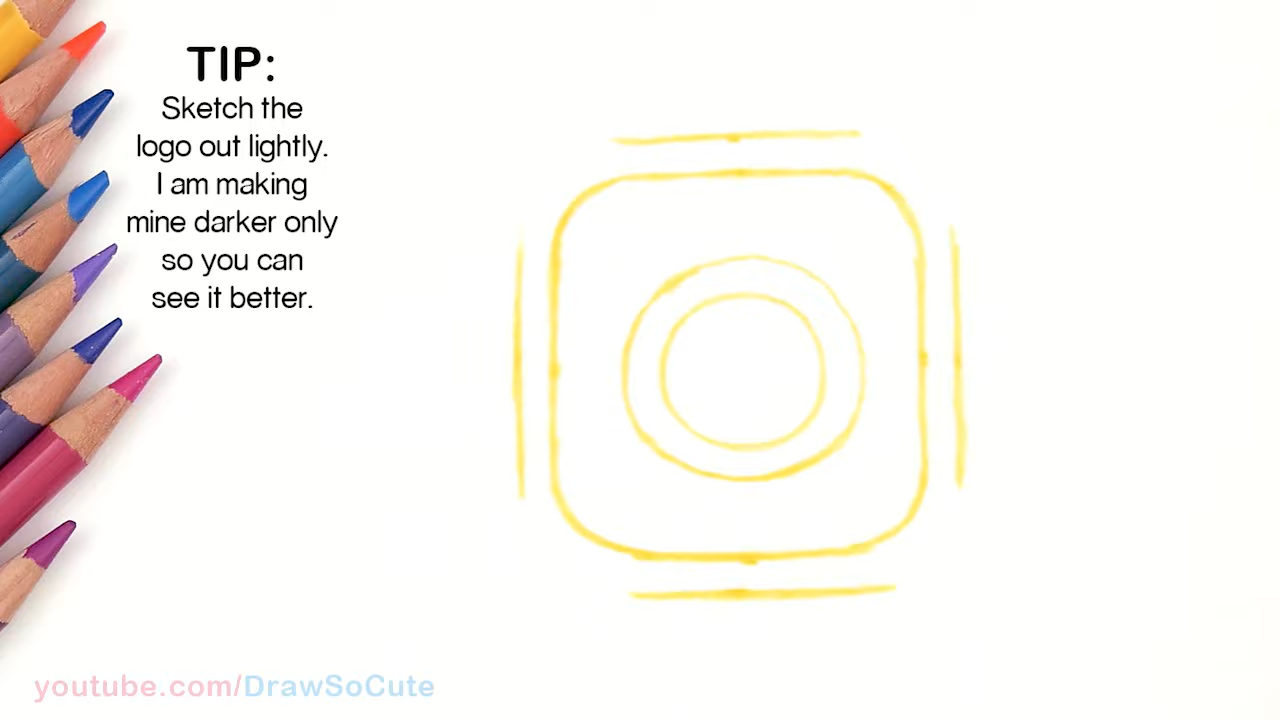 TIP:
Sketch the
logo out lightly.
I am making
mine darker only
so you can
see it better.
youtube.com/DrawSoCute